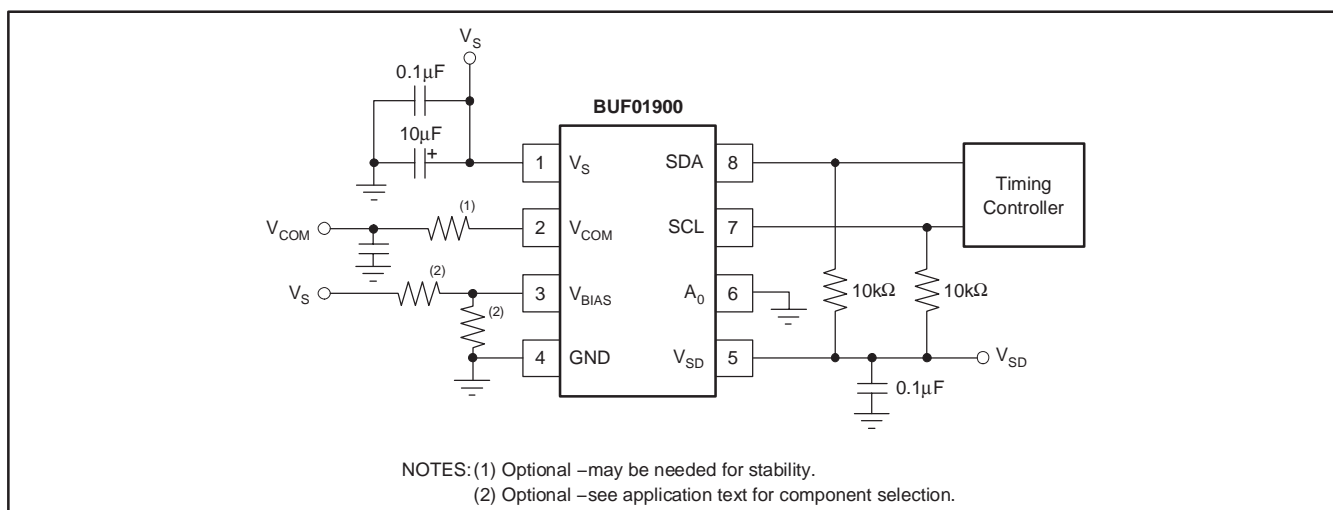 V_S
0.1μF
BUF01900
10μF
+
1 V_S SDA 8
Timing
Controller
(1)
V_COM 2 V_COM SCL 7
(2)
V_S 3 V_BIAS A_0 6 10kΩ 10kΩ
(2)
4 GND V_SD 5 V_SD
0.1μF
NOTES: (1) Optional −may be needed for stability.
(2) Optional −see application text for component selection.